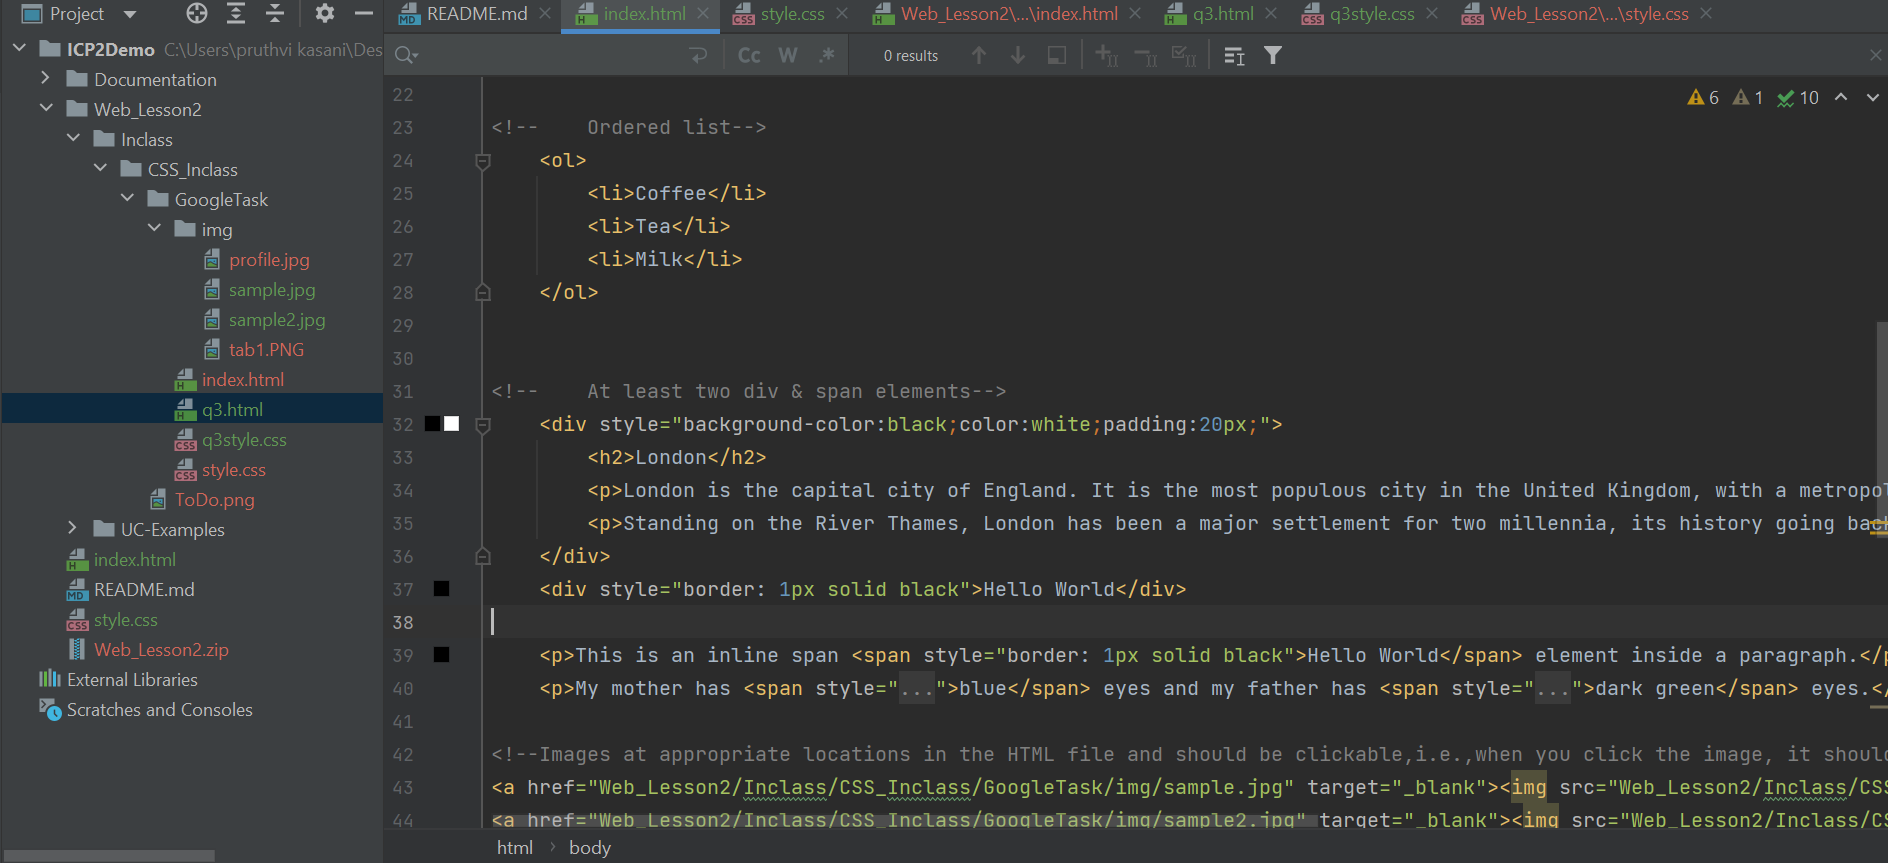 Project
README.md
index.html
style.css
Web_Lesson2\...\index.html
q3.html
q3style.css
Web_Lesson2\...\style.css
ICP2Demo C:\Users\pruthvi kasani\Des
Documentation
Web_Lesson2
Inclass
CSS_Inclass
GoogleTask
img
profile.jpg
sample.jpg
sample2.jpg
tab1.PNG
index.html
q3.html
q3style.css
style.css
ToDo.png
UC-Examples
index.html
README.md
style.css
Web_Lesson2.zip
External Libraries
Scratches and Consoles
Cc W .* 0 results
6 1 10
22
23 <!--    Ordered list-->
24 <ol>
25 <li>Coffee</li>
26 <li>Tea</li>
27 <li>Milk</li>
28 </ol>
29
30
31 <!--    At least two div & span elements-->
32 <div style="background-color:black;color:white;padding:20px;">
33 <h2>London</h2>
34 <p>London is the capital city of England. It is the most populous city in the United Kingdom, with a metropol
35 <p>Standing on the River Thames, London has been a major settlement for two millennia, its history going back
36 </div>
37 <div style="border: 1px solid black">Hello World</div>
38
39 <p>This is an inline span <span style="border: 1px solid black">Hello World</span> element inside a paragraph.</p
40 <p>My mother has <span style="...">blue</span> eyes and my father has <span style="...">dark green</span> eyes.</
41
42 <!--Images at appropriate locations in the HTML file and should be clickable,i.e.,when you click the image, it shoul
43 <a href="Web_Lesson2/Inclass/CSS_Inclass/GoogleTask/img/sample.jpg" target="_blank"><img src="Web_Lesson2/Inclass/CSS
44 <a href="Web_Lesson2/Inclass/CSS_Inclass/GoogleTask/img/sample2.jpg" target="_blank"><img src="Web_Lesson2/Inclass/CS
html › body